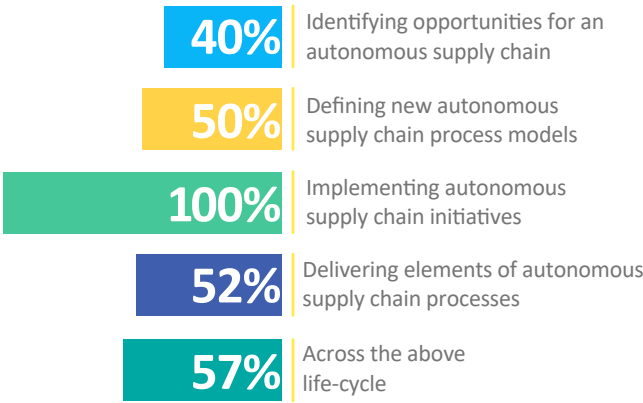 40%
Identifying opportunities for an
autonomous supply chain
50%
Defining new autonomous
supply chain process models
100%
Implementing autonomous
supply chain initiatives
52%
Delivering elements of autonomous
supply chain processes
57%
Across the above
life-cycle